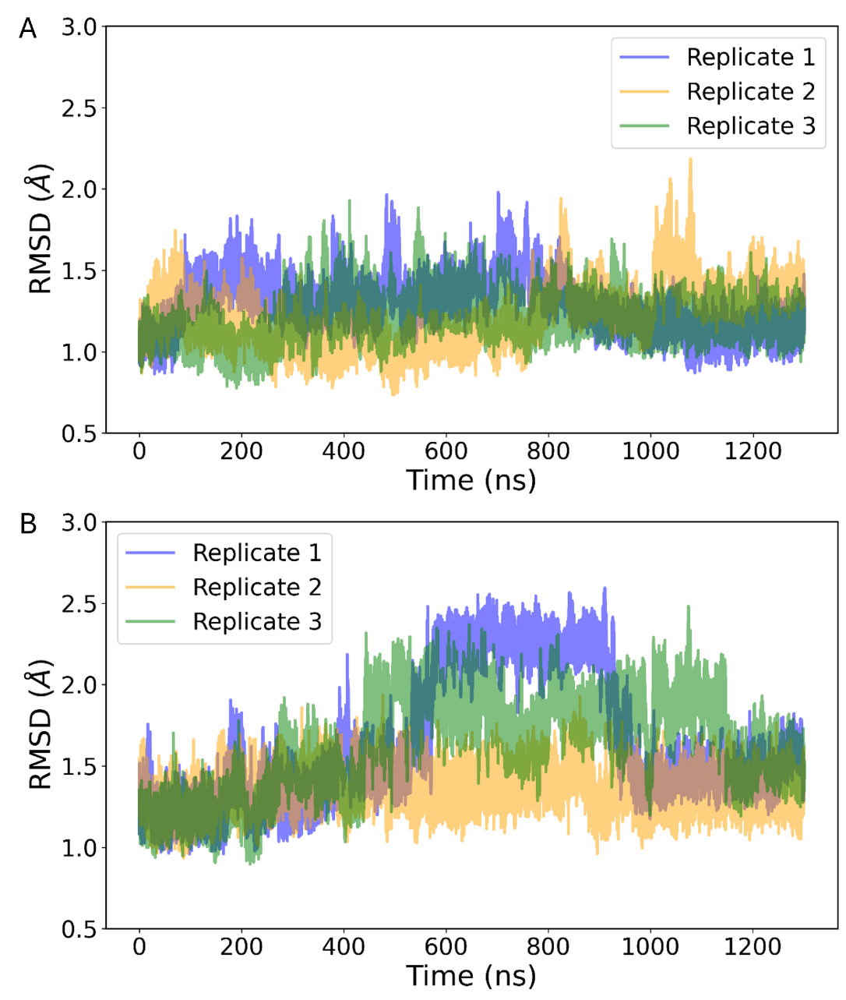 A
3.0
2.5
2.0
1.5
1.0
0.5
RMSD (Å)
Replicate 1
Replicate 2
Replicate 3
0 200 400 600 800 1000 1200
Time (ns)
B
3.0
2.5
2.0
1.5
1.0
0.5
RMSD (Å)
Replicate 1
Replicate 2
Replicate 3
0 200 400 600 800 1000 1200
Time (ns)